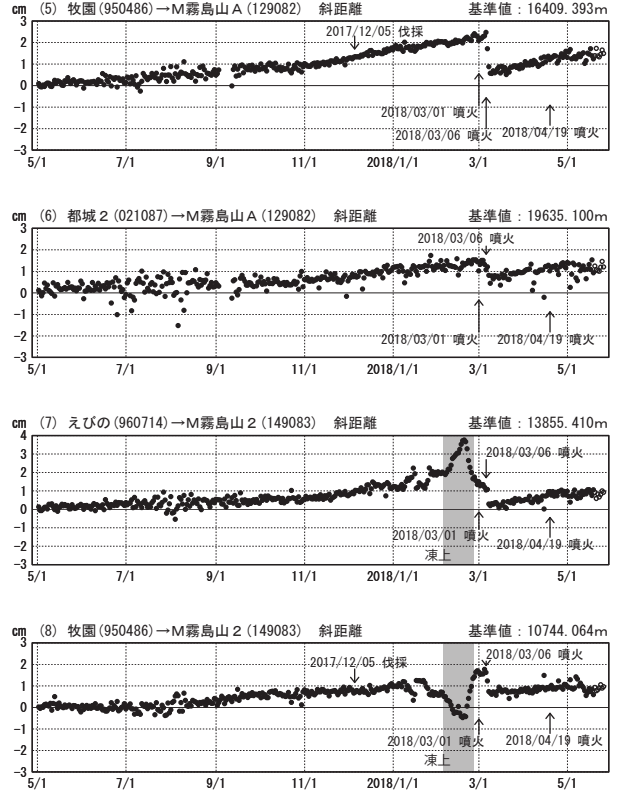 cm (5) 牧園(950486)→M霧島山A(129082) 斜距離 基準値：16409.393m
3
2017/12/05 伐採
2
1
0
-1
2018/03/01 噴火
-2
2018/03/06 噴火 2018/04/19 噴火
-3
5/1 7/1 9/1 11/1 2018/1/1 3/1 5/1
cm (6) 都城2(021087)→M霧島山A(129082) 斜距離 基準値：19635.100m
3
2018/03/06 噴火
2
1
0
-1
-2
2018/03/01 噴火 2018/04/19 噴火
-3
5/1 7/1 9/1 11/1 2018/1/1 3/1 5/1
cm (7) えびの(960714)→M霧島山2(149083) 斜距離 基準値：13855.410m
4
3
2018/03/06 噴火
2
1
0
-1
2018/03/01 噴火
-2
2018/04/19 噴火
凍上
-3
5/1 7/1 9/1 11/1 2018/1/1 3/1 5/1
cm (8) 牧園(950486)→M霧島山2(149083) 斜距離 基準値：10744.064m
3
2018/03/06 噴火
2017/12/05 伐採
2
1
0
-1
2018/03/01 噴火 2018/04/19 噴火
-2
凍上
-3
5/1 7/1 9/1 11/1 2018/1/1 3/1 5/1